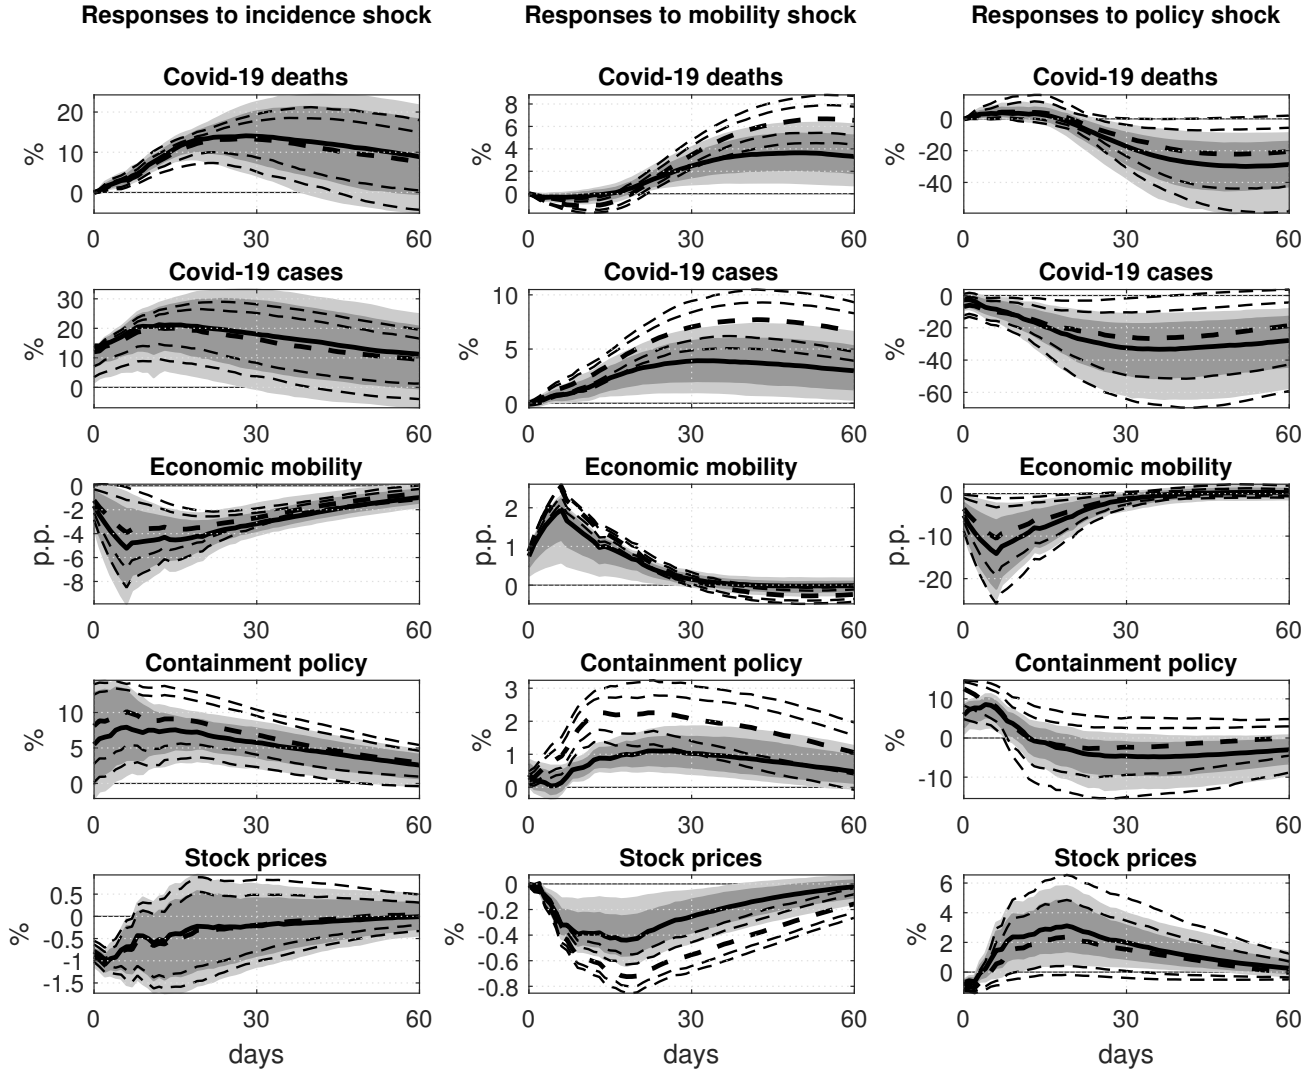 Responses to incidence shock Responses to mobility shock Responses to policy shock
Covid-19 deaths Covid-19 deaths Covid-19 deaths
20
10
0
%
0 30 60
8
6
4
2
0
%
0 30 60
0
-20
-40
%
0 30 60
Covid-19 cases Covid-19 cases Covid-19 cases
30
20
10
0
%
0 30 60
10
5
0
%
0 30 60
0
-20
-40
-60
%
0 30 60
Economic mobility Economic mobility Economic mobility
0
-2
-4
-6
-8
p.p.
0 30 60
2
1
0
p.p.
0 30 60
0
-10
-20
p.p.
0 30 60
Containment policy Containment policy Containment policy
10
5
0
%
0 30 60
3
2
1
0
%
0 30 60
10
0
-10
%
0 30 60
Stock prices Stock prices Stock prices
0.5
0
-0.5
-1
-1.5
%
0 30 60
days
0
-0.2
-0.4
-0.6
-0.8
%
0 30 60
days
6
4
2
0
%
0 30 60
days